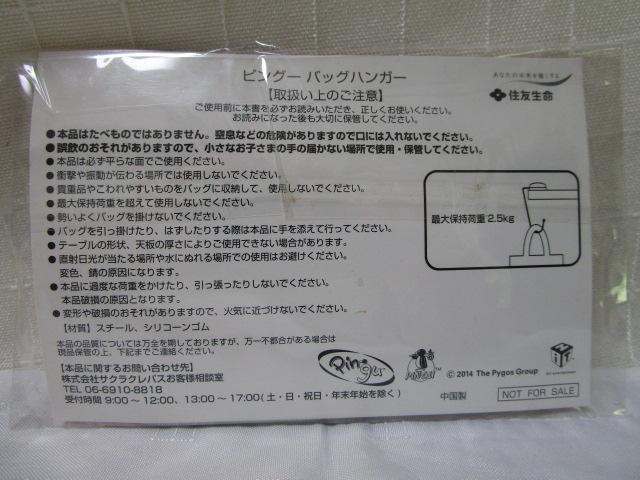 ピングー バッグハンガー
あなたの未来を強くする
住友生命
【取扱い上のご注意】
ご使用前に本書を必ずお読みいただき、正しくお使いください。
お読みになった後も大切に保管してください。
●本品はたべものではありません。窒息などの危険がありますので口には入れないでください。
●誤飲のおそれがありますので、小さなお子さまの手の届かない場所で使用・保管してください。
●本品は必ず平らな面でご使用ください。
●衝撃や振動が伝わる場所では使用しないでください。
●貴重品やこわれやすいものをバッグに収納して、使用しないでください。
●最大保持荷重を超えて使用しないでください。
●勢いよくバッグを掛けないでください。
●バッグを引っ掛けたり、はずしたりする際は本品に手を添えて行ってください。
●テーブルの形状、天板の厚さによりご使用できない場合があります。
●直射日光が当たる場所や水にぬれる場所での使用はお避けください。
変色、錆の原因になります。
●本品に過度な荷重をかけたり、引っ張ったりしないでください。
本品破損の原因となります。
●変形や破損のおそれがありますので、火気に近づけないでください。
最大保持荷重 2.5kg
【材質】スチール、シリコーンゴム
本品の品質については万全を期しておりますが、万一不都合がある場合は
現品保管の上、下記までご連絡ください。
【本品に関するお問い合わせ先】
株式会社サクラクレパスお客様相談室
TEL 06-6910-8818
受付時間 9:00〜12:00、13:00〜17:00(土・日・祝日・年末年始を除く)
Pingu
© 2014 The Pygos Group
中国製
NOT FOR SALE